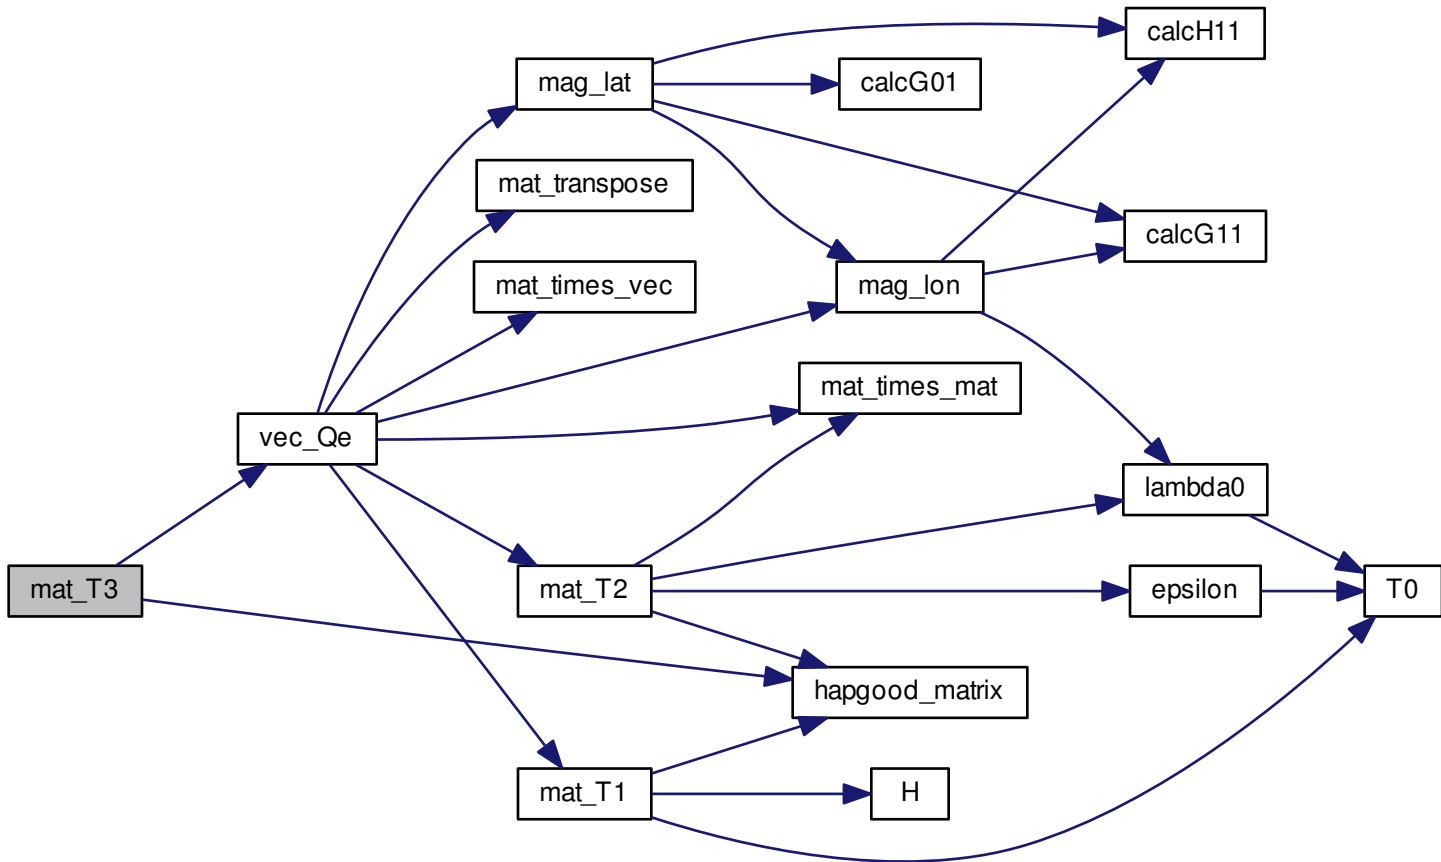 calcH11
mag_lat
calcG01
mat_transpose
calcG11
mat_times_vec
mag_lon
mat_times_mat
vec_Qe
lambda0
mat_T3
mat_T2
epsilon
T0
hapgood_matrix
mat_T1
H